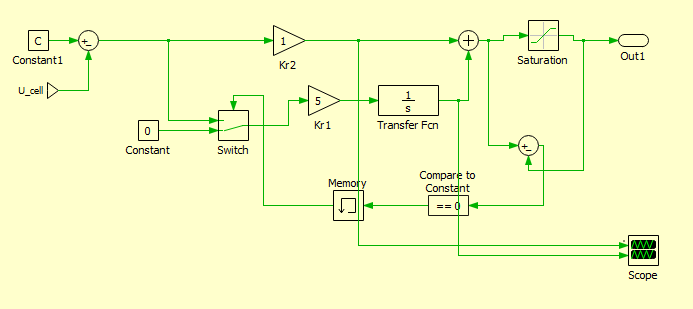 C
+
-
1
+
Constant1
Kr2
Saturation
Out1
U_cell
5
1
s
0
Kr1
Transfer Fcn
Constant
Switch
+
-
Compare to
Constant
Memory
== 0
Scope